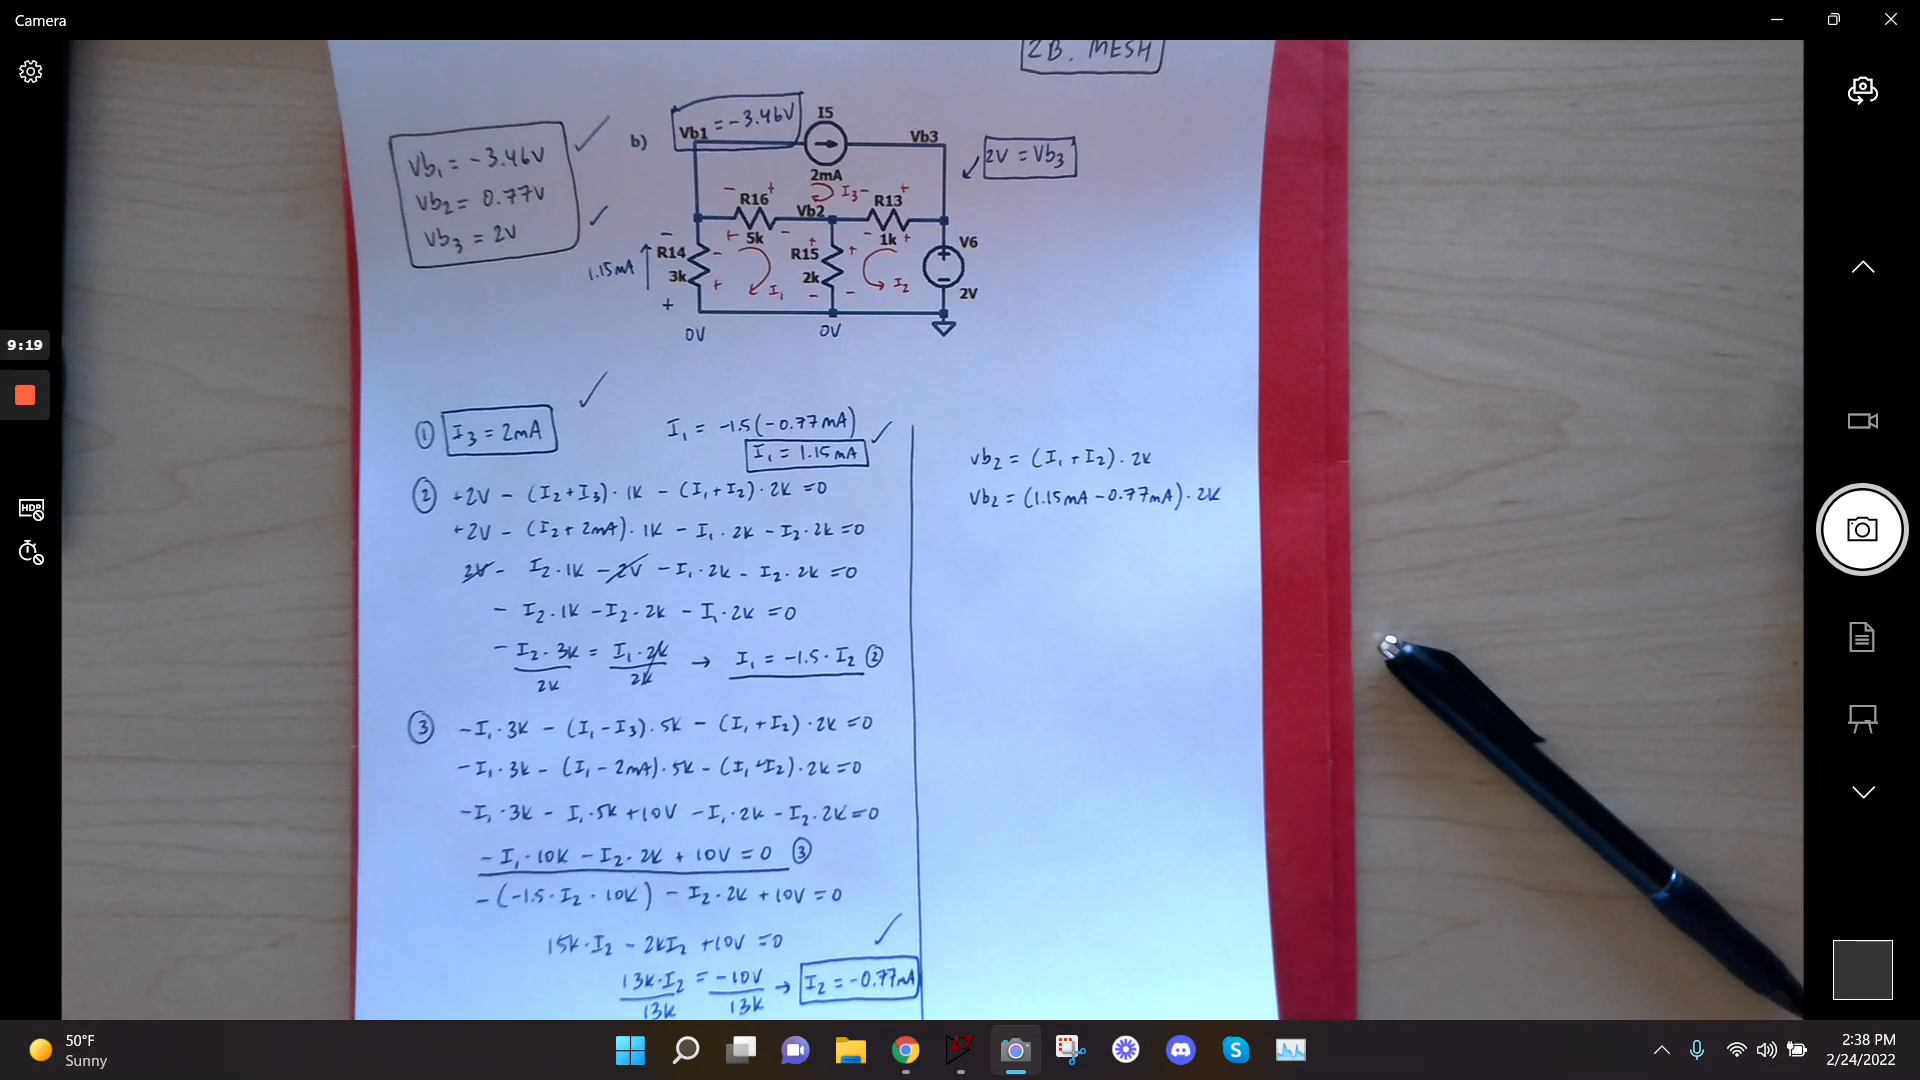 Camera
2B. MESH
Vb₁ = -3.46V
Vb₂ = 0.77V
Vb₃ = 2V
b)
Vb1 = -3.46V
I5
Vb3
2V = Vb₃
2mA
- + I₃ - +
R16 R13
Vb2
+ 5k - + - 1k +
V6
R14 R15
3k 2k
1.15mA
I₁ I₂
2V
0V 0V
① I₃ = 2mA
I₁ = -1.5(-0.77mA)
I₁ = 1.15mA
② +2V - (I₂+I₃)·1K - (I₁+I₂)·2K =0
+2V - (I₂+2mA)·1K - I₁·2K - I₂·2K =0
2V - I₂·1K - 2V - I₁·2K - I₂·2K =0
- I₂·1K - I₂·2K - I₁·2K =0
- I₂·3K = I₁·2K → I₁ = -1.5·I₂ ②
2K 2K
③ -I₁·3K - (I₁-I₃)·5K - (I₁+I₂)·2K =0
-I₁·3K - (I₁-2mA)·5K - (I₁+I₂)·2K =0
-I₁·3K - I₁·5K +10V - I₁·2K - I₂·2K =0
-I₁·10K - I₂·2K + 10V = 0 ③
-(-1.5·I₂·10K) - I₂·2K +10V = 0
15K·I₂ - 2KI₂ +10V =0
13K·I₂ = -10V → I₂ = -0.77mA
13K 13K
Vb₂ = (I₁+I₂)·2K
Vb₂ = (1.15mA - 0.77mA)·2K
9:19
HDR
50°F
Sunny
2:38 PM
2/24/2022